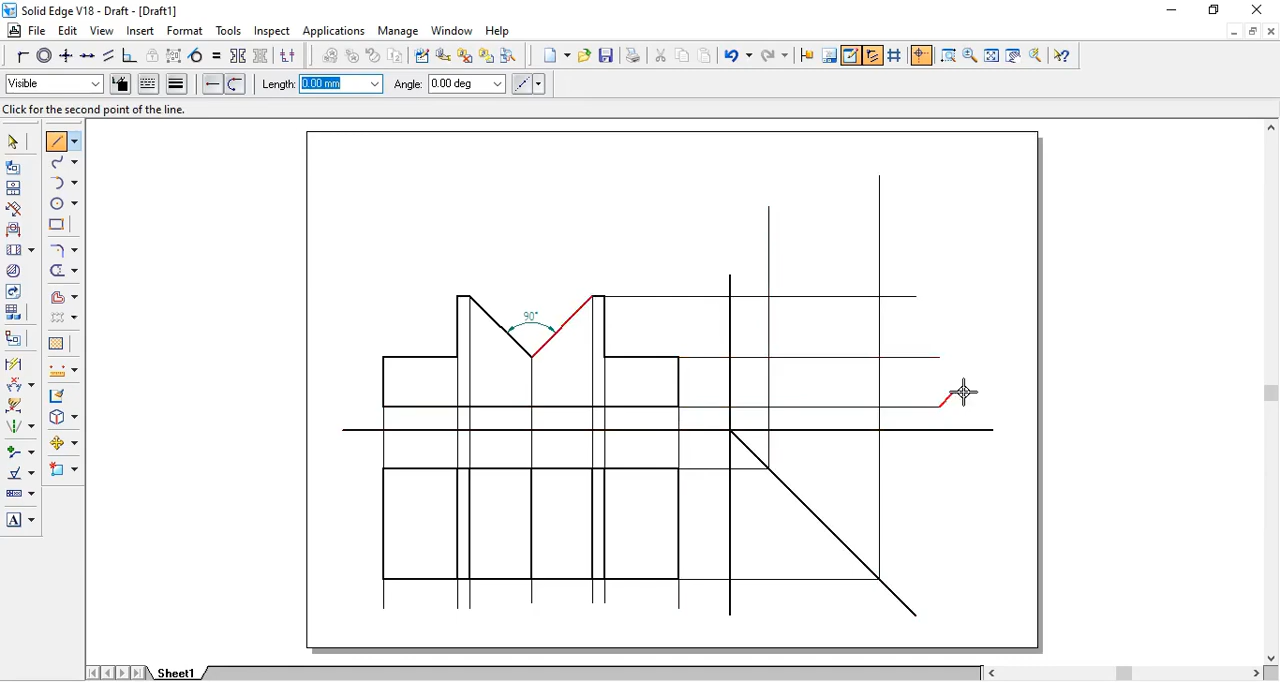 Solid Edge V18 - Draft - [Draft1]
File Edit View Insert Format Tools Inspect Applications Manage Window Help
Visible Length: 0.00 mm Angle: 0.00 deg
Click for the second point of the line.
90°
A
Sheet1